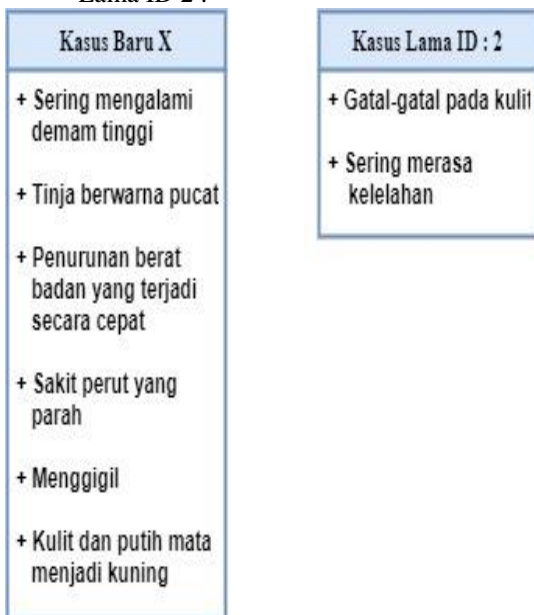 Kasus Baru X
+ Sering mengalami
demam tinggi
+ Tinja berwarna pucat
+ Penurunan berat
badan yang terjadi
secara cepat
+ Sakit perut yang
parah
+ Menggigil
+ Kulit dan putih mata
menjadi kuning
Kasus Lama ID : 2
+ Gatal-gatal pada kulit
+ Sering merasa
kelelahan